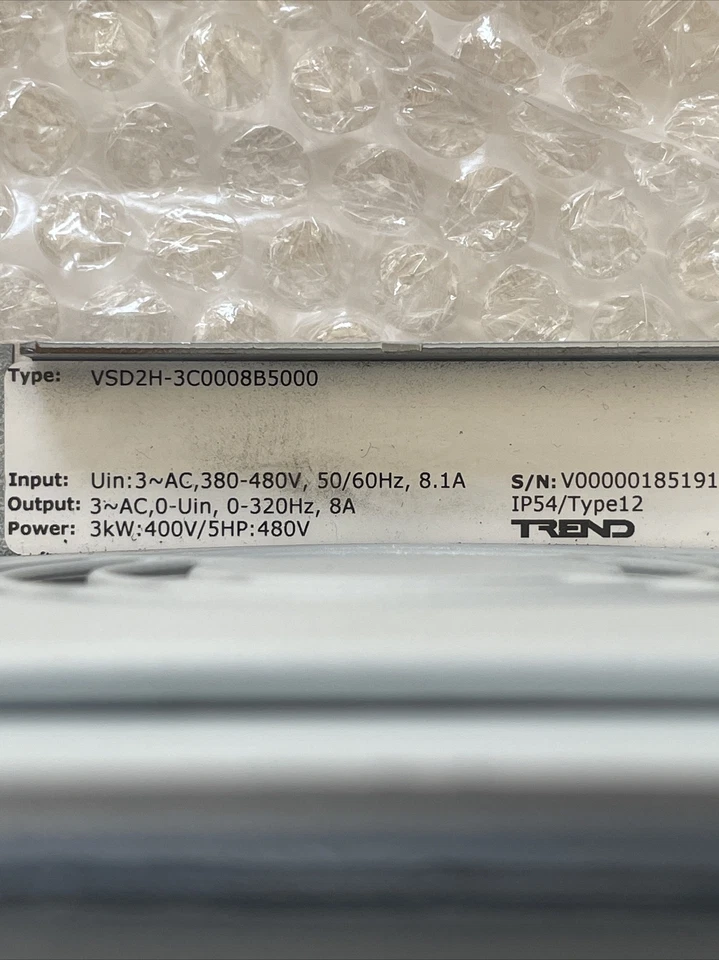 Type: VSD2H-3C0008B5000
Input: Uin:3~AC,380-480V, 50/60Hz, 8.1A S/N: V00000185191
Output: 3~AC,0-Uin, 0-320Hz, 8A IP54/Type12
Power: 3kW:400V/5HP:480V TREND